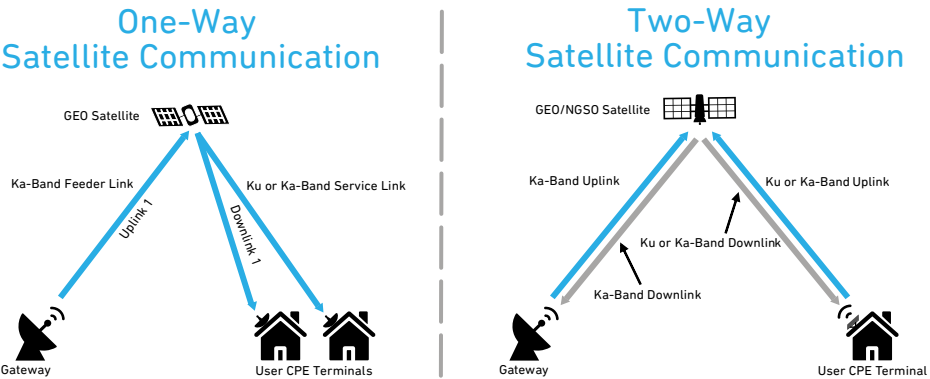 One-Way
Satellite Communication
GEO Satellite
Ka-Band Feeder Link
Ku or Ka-Band Service Link
Uplink 1
Downlink 1
Gateway
User CPE Terminals
Two-Way
Satellite Communication
GEO/NGSO Satellite
Ka-Band Uplink
Ku or Ka-Band Uplink
Ku or Ka-Band Downlink
Ka-Band Downlink
Gateway
User CPE Terminal